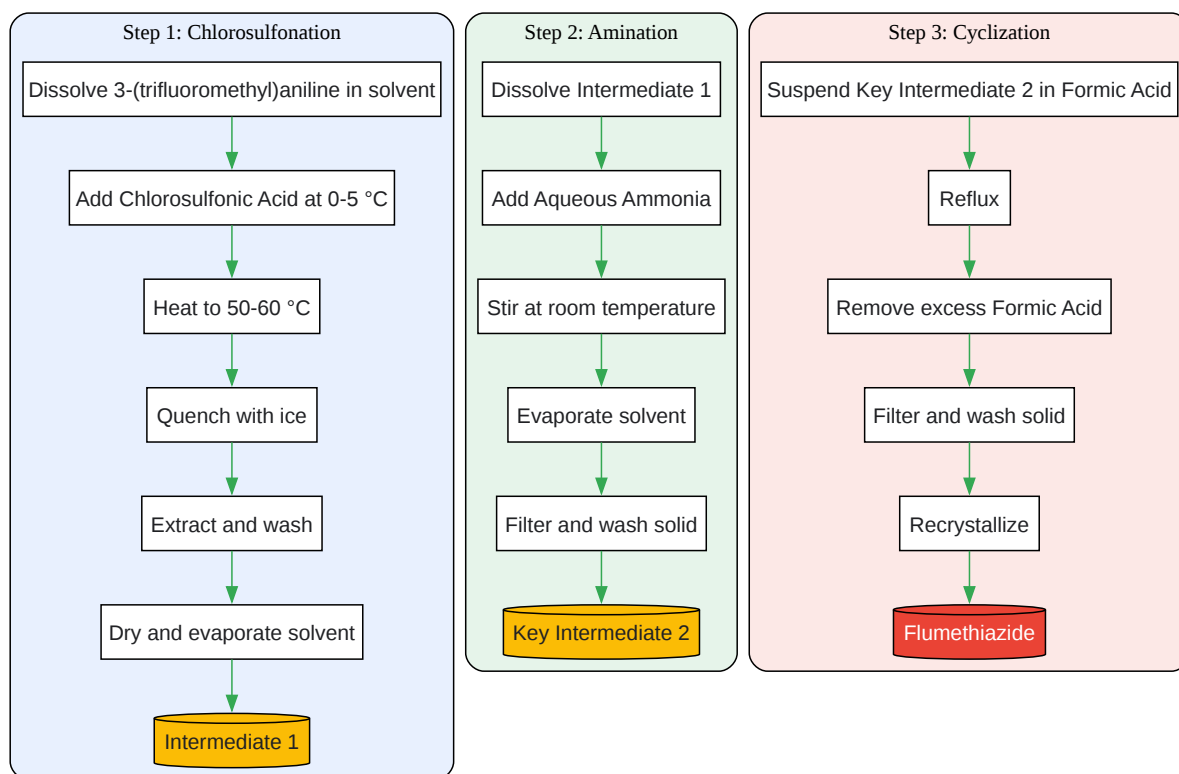 Step 1: Chlorosulfonation
Dissolve 3-(trifluoromethyl)aniline in solvent
Add Chlorosulfonic Acid at 0-5 °C
Heat to 50-60 °C
Quench with ice
Extract and wash
Dry and evaporate solvent
Intermediate 1
Step 2: Amination
Dissolve Intermediate 1
Add Aqueous Ammonia
Stir at room temperature
Evaporate solvent
Filter and wash solid
Key Intermediate 2
Step 3: Cyclization
Suspend Key Intermediate 2 in Formic Acid
Reflux
Remove excess Formic Acid
Filter and wash solid
Recrystallize
Flumethiazide